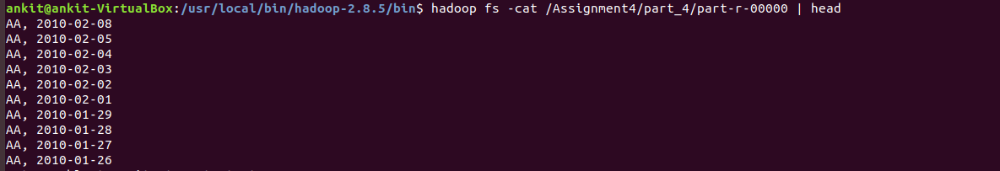 ankit@ankit-VirtualBox:/usr/local/bin/hadoop-2.8.5/bin$ hadoop fs -cat /Assignment4/part_4/part-r-00000 | head
AA, 2010-02-08
AA, 2010-02-05
AA, 2010-02-04
AA, 2010-02-03
AA, 2010-02-02
AA, 2010-02-01
AA, 2010-01-29
AA, 2010-01-28
AA, 2010-01-27
AA, 2010-01-26